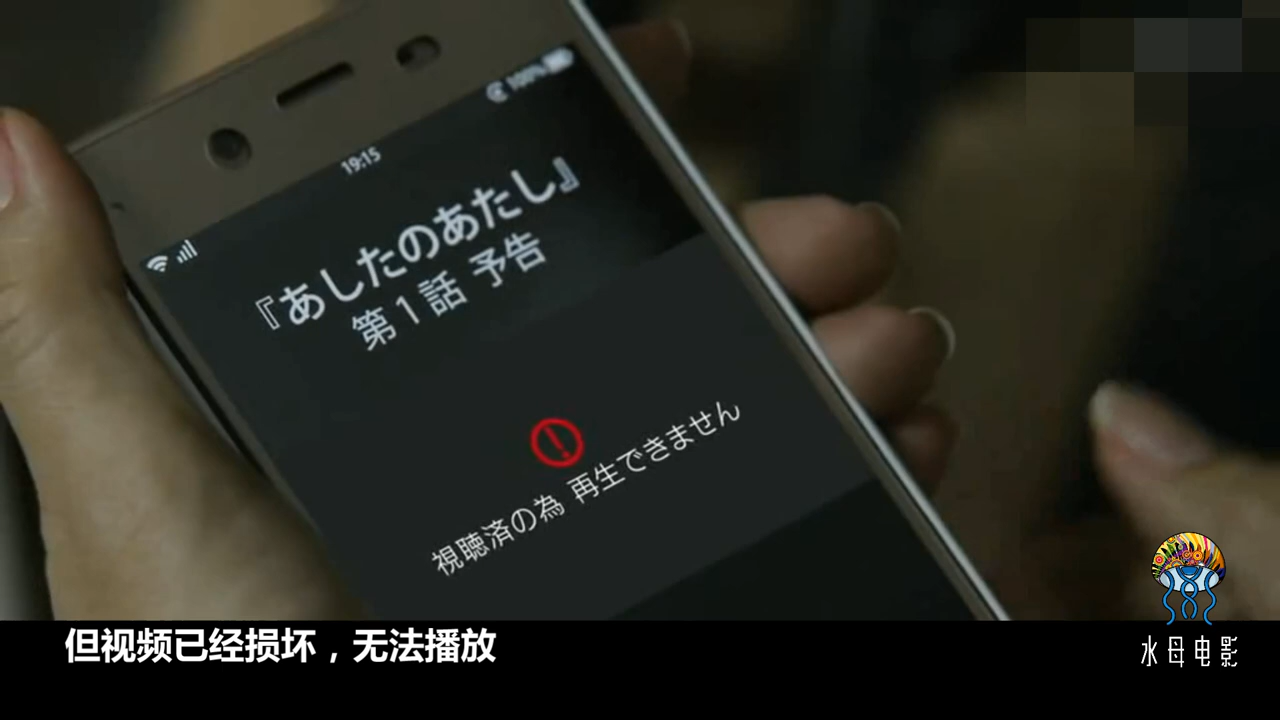 100%
19:15
『あしたのあたし』
第1話 予告
視聴済の為 再生できません
但视频已经损坏，无法播放
水母电影